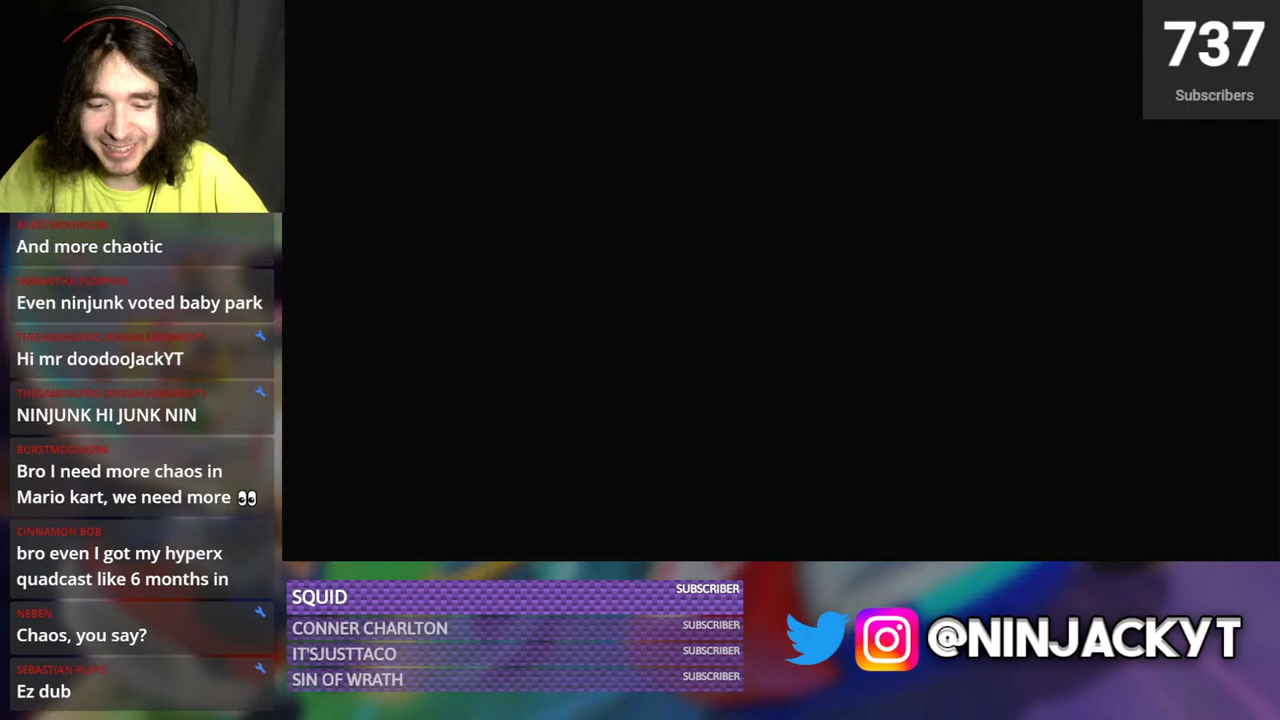 737
Subscribers
And more chaotic
Even ninjunk voted baby park
Hi mr doodooJackYT
NINJUNK HI JUNK NIN
Bro I need more chaos in
Mario kart, we need more 👀
CINNAMON BOB
bro even I got my hyperx
quadcast like 6 months in
NEBEN
Chaos, you say?
Ez dub
SQUID SUBSCRIBER
CONNER CHARLTON SUBSCRIBER
IT'SJUSTTACO SUBSCRIBER
SIN OF WRATH SUBSCRIBER
@NINJACKYT